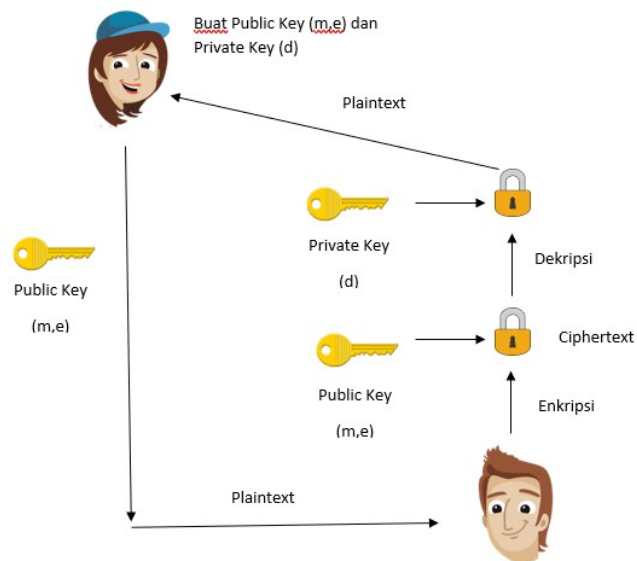 Buat Public Key (m,e) dan
Private Key (d)
Plaintext
Private Key
(d)
Dekripsi
Public Key
(m,e)
Ciphertext
Public Key
(m,e)
Enkripsi
Plaintext